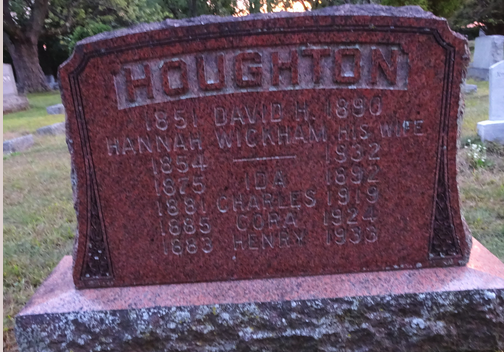 HOUGHTON
1851 DAVID H. 1890
HANNAH WICKHAM HIS WIFE
1854 — 1932
1875 IDA 1892
1881 CHARLES 1919
1885 CORA 1924
1883 HENRY 1933